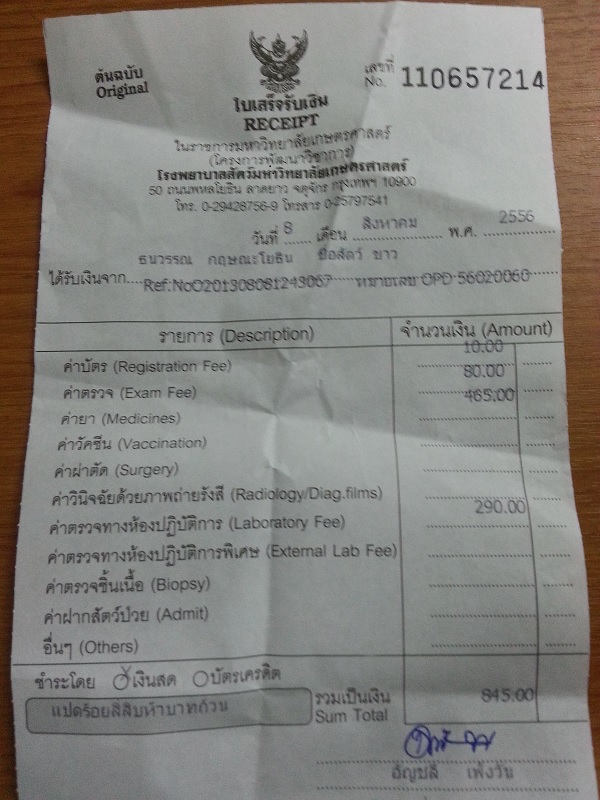 ต้นฉบับ
Original
เลขที่
No. 110657214
ใบเสร็จรับเงิน
RECEIPT
ในราชการมหาวิทยาลัยเกษตรศาสตร์
(โครงการพัฒนาวิชาการ)
โรงพยาบาลสัตว์มหาวิทยาลัยเกษตรศาสตร์
50 ถนนพหลโยธิน ลาดยาว จตุจักร กรุงเทพฯ 10900
โทร. 0-29428756-9 โทรสาร 0-25797541
วันที่ 8 เดือน สิงหาคม พ.ศ. 2556
ธนวรรณ กฤษณะโยธิน ชื่อสัตว์ ขาว
ได้รับเงินจาก Ref.NoO201308081243067 หมายเลข OPD 56020060
รายการ (Description) จำนวนเงิน (Amount)
ค่าบัตร (Registration Fee) 10.00
ค่าตรวจ (Exam Fee) 80.00
ค่ายา (Medicines) 465.00
ค่าวัคซีน (Vaccination)
ค่าผ่าตัด (Surgery)
ค่าวินิจฉัยด้วยภาพถ่ายรังสี (Radiology/Diag.films)
ค่าตรวจทางห้องปฏิบัติการ (Laboratory Fee) 290.00
ค่าตรวจทางห้องปฏิบัติการพิเศษ (External Lab Fee)
ค่าตรวจชิ้นเนื้อ (Biopsy)
ค่าฝากสัตว์ป่วย (Admit)
อื่นๆ (Others)
ชำระโดย เงินสด บัตรเครดิต
แปดร้อยสี่สิบห้าบาทถ้วน
รวมเป็นเงิน 845.00
Sum Total
อัญชลี เพ้งวัน